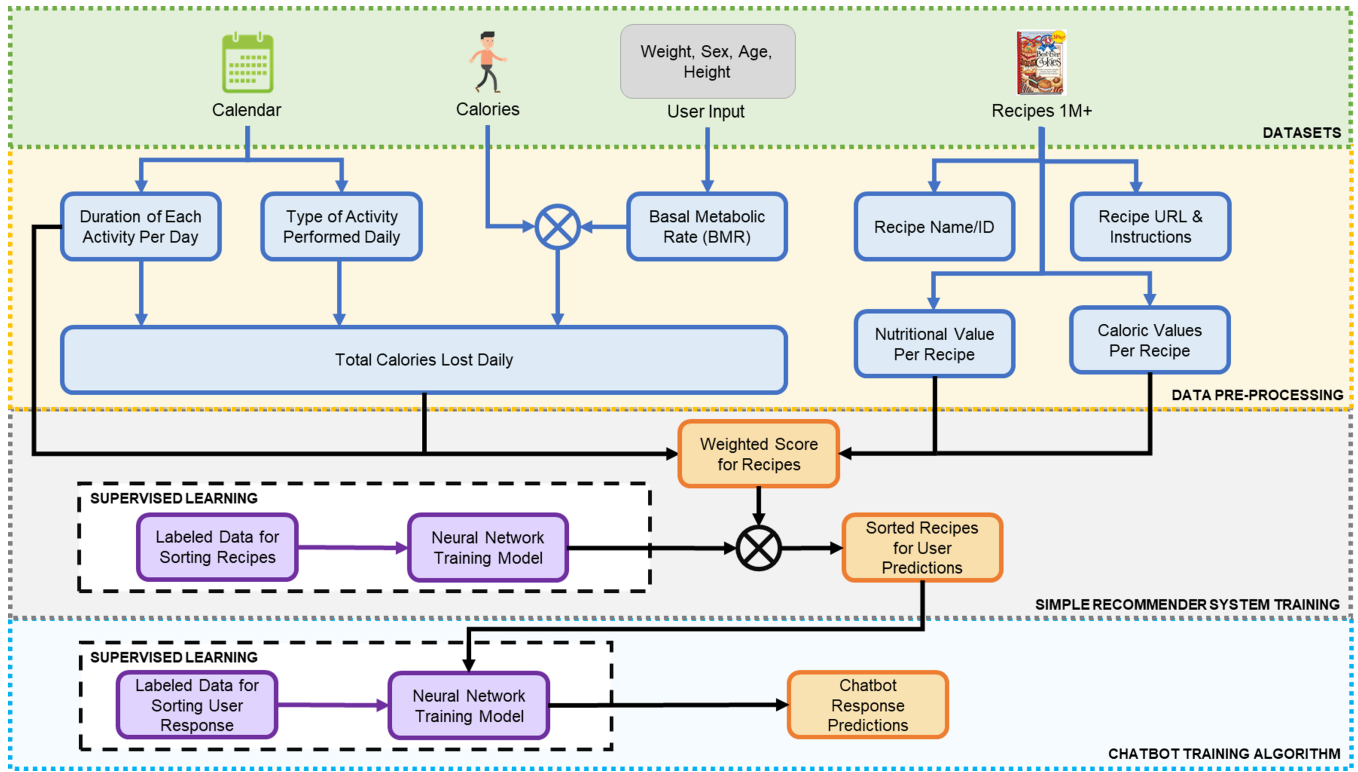 Weight, Sex, Age,
Height
Calendar
Calories
User Input
Recipes 1M+
DATASETS
Duration of Each
Activity Per Day
Type of Activity
Performed Daily
Basal Metabolic
Rate (BMR)
Recipe Name/ID
Recipe URL &
Instructions
Total Calories Lost Daily
Nutritional Value
Per Recipe
Caloric Values
Per Recipe
DATA PRE-PROCESSING
Weighted Score
for Recipes
SUPERVISED LEARNING
Labeled Data for
Sorting Recipes
Neural Network
Training Model
Sorted Recipes
for User
Predictions
SIMPLE RECOMMENDER SYSTEM TRAINING
SUPERVISED LEARNING
Labeled Data for
Sorting User
Response
Neural Network
Training Model
Chatbot
Response
Predictions
CHATBOT TRAINING ALGORITHM